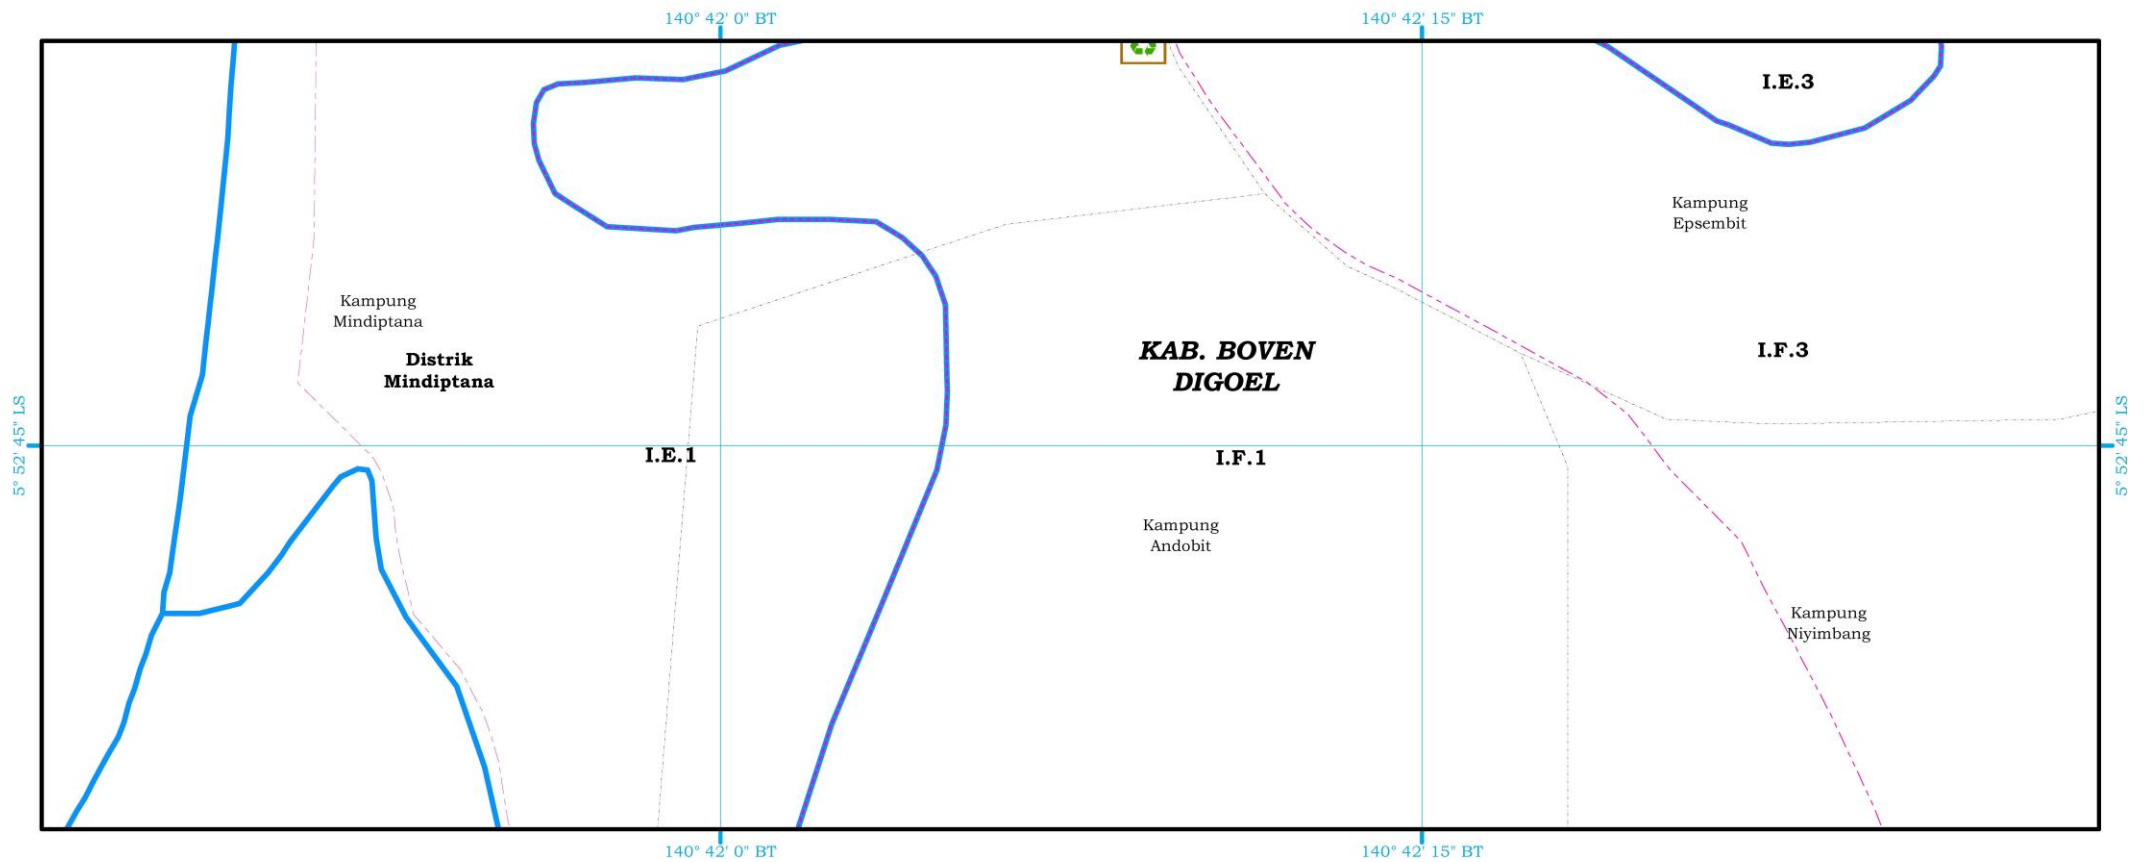 140° 42' 0" BT
140° 42' 15" BT
I.E.3
Kampung
Epsembit
Kampung
Mindiptana
Distrik
Mindiptana
KAB. BOVEN
DIGOEL
I.F.3
5° 52' 45" LS
5° 52' 45" LS
I.E.1
I.F.1
Kampung
Andobit
Kampung
Niyimbang
140° 42' 0" BT
140° 42' 15" BT